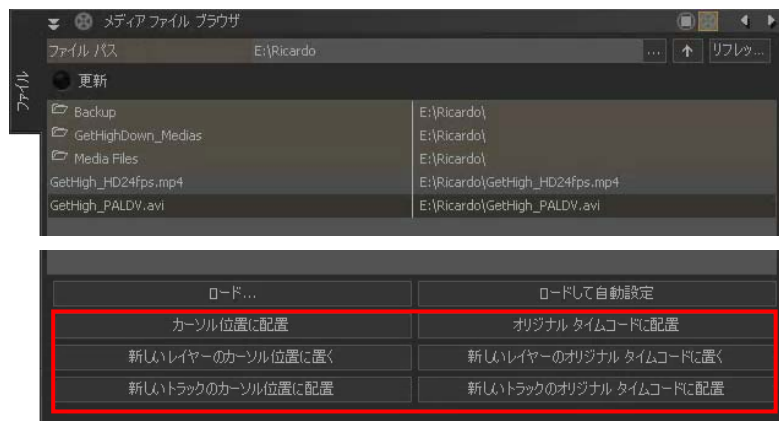 メディア ファイル ブラウザ
ファイル パス E:\Ricardo ... リフレッ...
ファイル
更新
Backup E:\Ricardo\
GetHighDown_Medias E:\Ricardo\
Media Files E:\Ricardo\
GetHigh_HD24fps.mp4 E:\Ricardo\GetHigh_HD24fps.mp4
GetHigh_PALDV.avi E:\Ricardo\GetHigh_PALDV.avi
ロード... ロードして自動設定
カーソル位置に配置 オリジナル タイムコードに配置
新しいレイヤーのカーソル位置に置く 新しいレイヤーのオリジナル タイムコードに置く
新しいトラックのカーソル位置に配置 新しいトラックのオリジナル タイムコードに配置